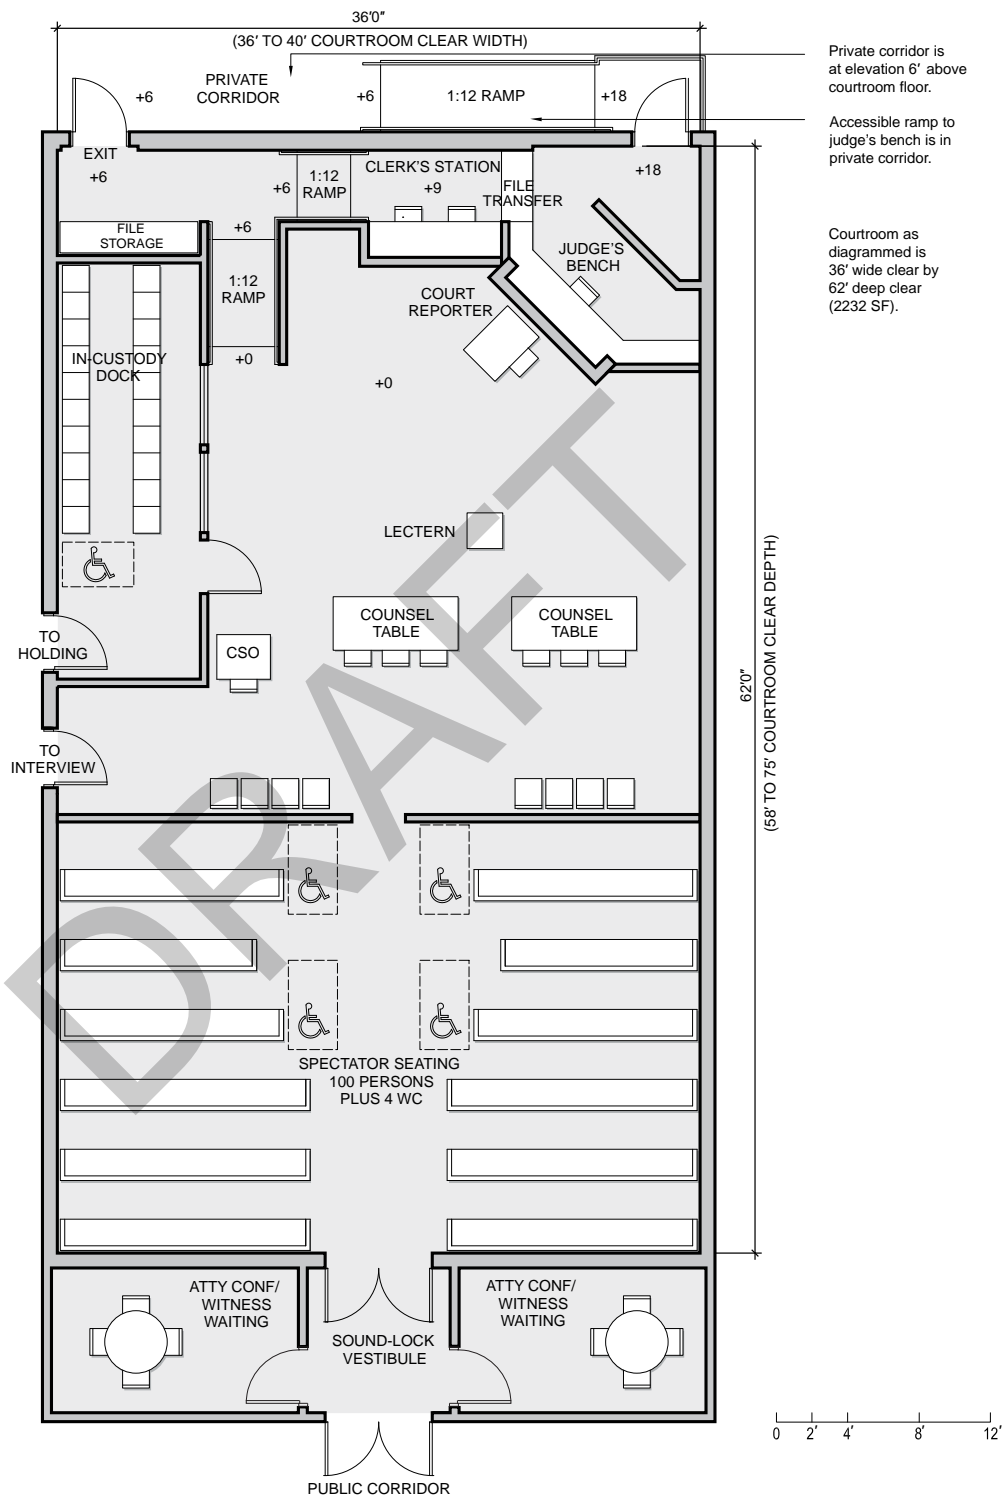 36′0″
(36′ TO 40′ COURTROOM CLEAR WIDTH)
PRIVATE
CORRIDOR
+6
+6
1:12 RAMP
+18
Private corridor is
at elevation 6′ above
courtroom floor.
Accessible ramp to
judge's bench is in
private corridor.
EXIT
+6
+6
1:12
RAMP
CLERK'S STATION
+9
FILE
TRANSFER
+18
FILE
STORAGE
+6
JUDGE'S
BENCH
Courtroom as
diagrammed is
36′ wide clear by
62′ deep clear
(2232 SF).
1:12
RAMP
COURT
REPORTER
IN-CUSTODY
DOCK
+0
+0
LECTERN
COUNSEL
TABLE
COUNSEL
TABLE
TO
HOLDING
CSO
62′0″
(58′ TO 75′ COURTROOM CLEAR DEPTH)
TO
INTERVIEW
DRAFT
SPECTATOR SEATING
100 PERSONS
PLUS 4 WC
ATTY CONF/
WITNESS
WAITING
ATTY CONF/
WITNESS
WAITING
SOUND-LOCK
VESTIBULE
0 2′ 4′ 8′ 12′
PUBLIC CORRIDOR